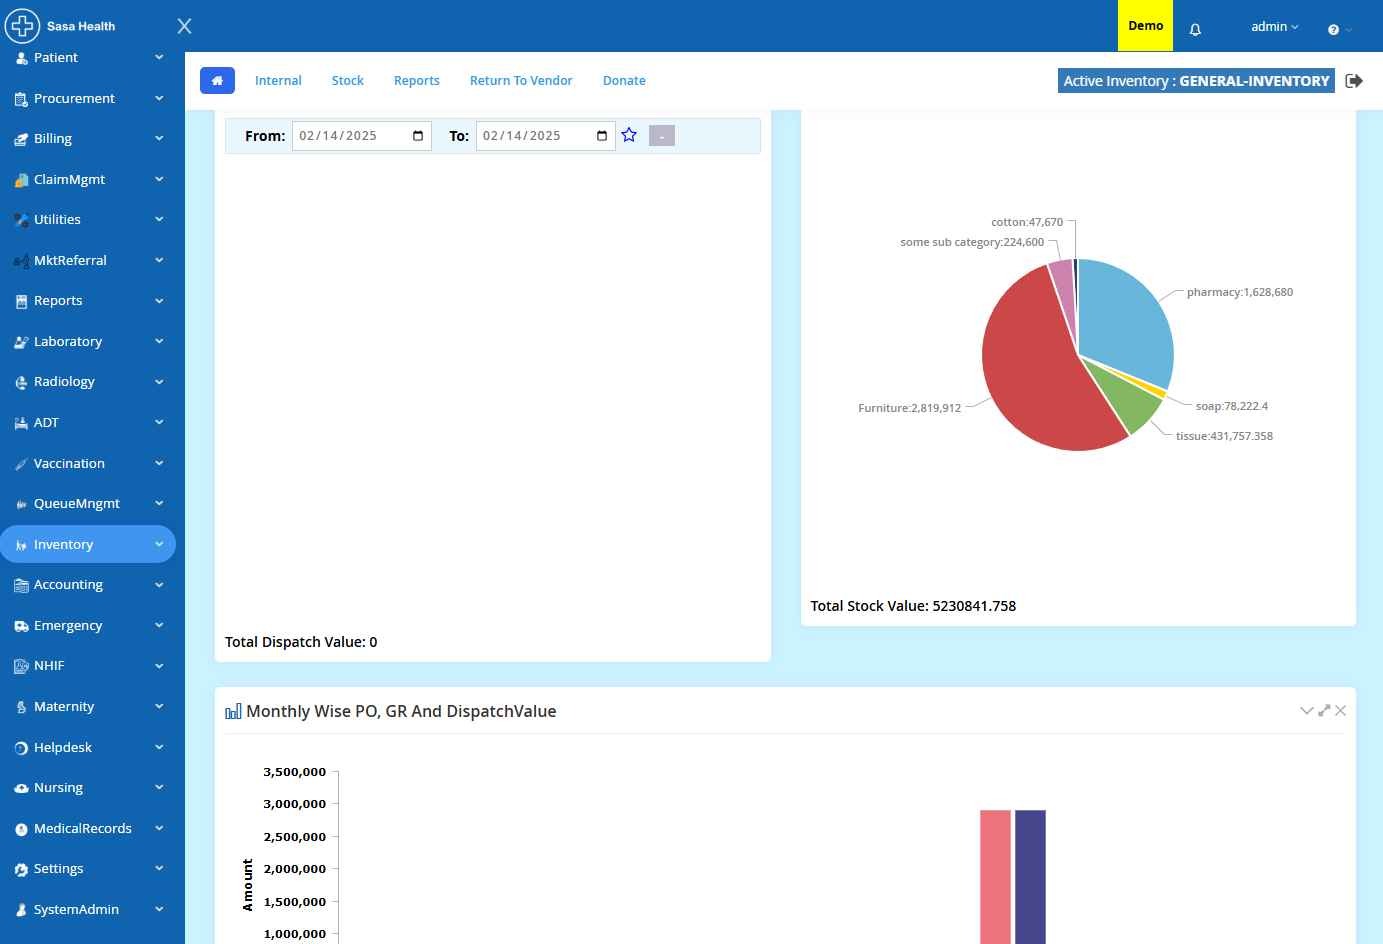 Sasa Health
Demo
admin
Patient
Procurement
Billing
ClaimMgmt
Utilities
MktReferral
Reports
Laboratory
Radiology
ADT
Vaccination
QueueMngmt
Inventory
Accounting
Emergency
NHIF
Maternity
Helpdesk
Nursing
MedicalRecords
Settings
SystemAdmin
Internal Stock Reports Return To Vendor Donate
Active Inventory : GENERAL-INVENTORY
From: 02/14/2025 To: 02/14/2025 -
Total Dispatch Value: 0
cotton:47,670
some sub category:224,600
pharmacy:1,628,680
Furniture:2,819,912
soap:78,222.4
tissue:431,757.358
Total Stock Value: 5230841.758
Monthly Wise PO, GR And DispatchValue
3,500,000
3,000,000
2,500,000
2,000,000
1,500,000
1,000,000
Amount